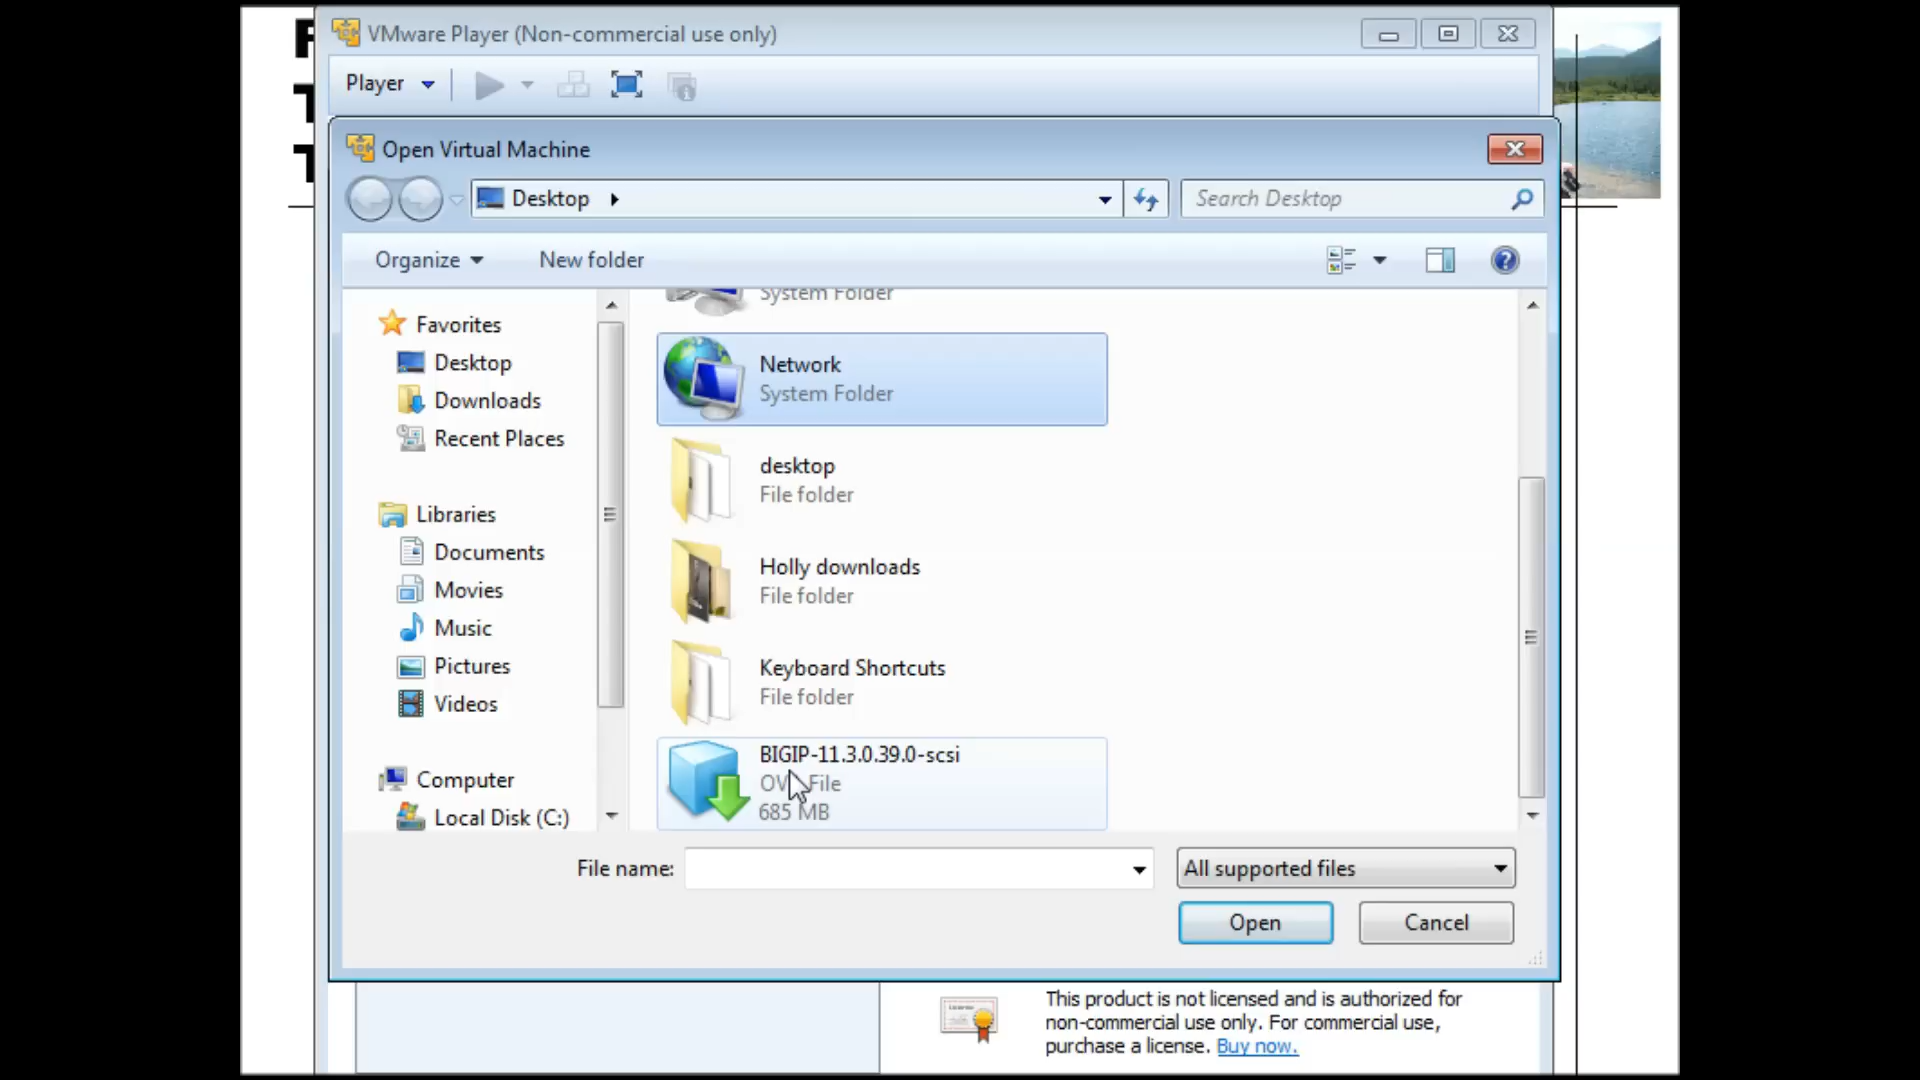 VMware Player (Non-commercial use only)
Player
Open Virtual Machine
Desktop
Search Desktop
Organize
New folder
Favorites
Desktop
Downloads
Recent Places
Libraries
Documents
Movies
Music
Pictures
Videos
Computer
Local Disk (C:)
System Folder
Network
System Folder
desktop
File folder
Holly downloads
File folder
Keyboard Shortcuts
File folder
BIGIP-11.3.0.39.0-scsi
File
685 MB
File name:
All supported files
Open
Cancel
This product is not licensed and is authorized for
non-commercial use only. For commercial use,
purchase a license. Buy now.